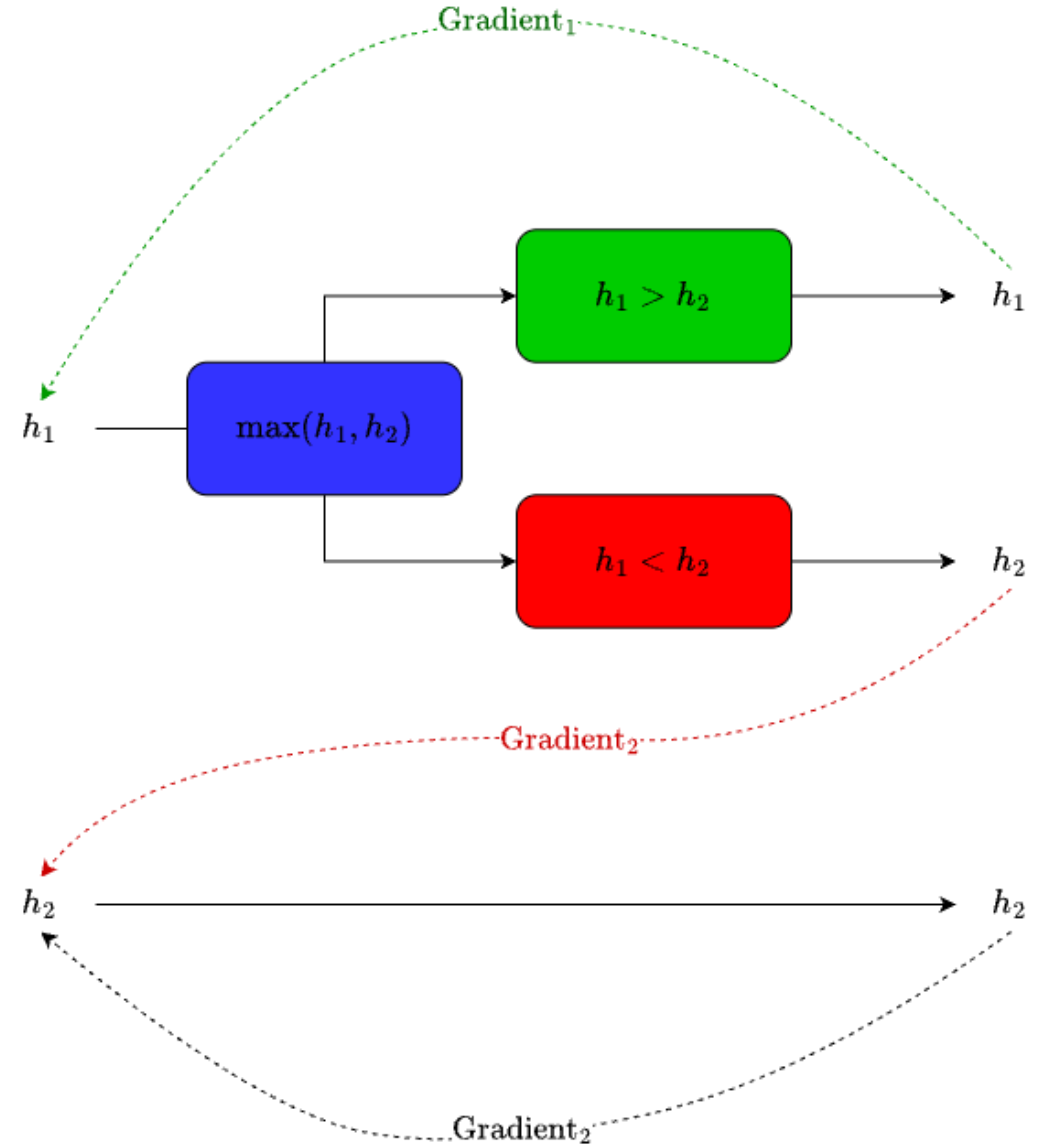 Gradient₁
h₁ > h₂
h₁
h₁
max(h₁, h₂)
h₁ < h₂
h₂
Gradient₂
h₂
h₂
Gradient₂